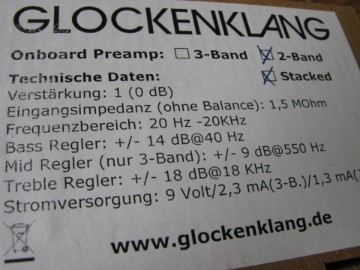 GLOCKENKLANG
Onboard Preamp: 3-Band 2-Band
Technische Daten: Stacked
Verstärkung: 1 (0 dB)
Eingangsimpedanz (ohne Balance): 1,5 MOhm
Frequenzbereich: 20 Hz -20KHz
Bass Regler: +/- 14 dB@40 Hz
Mid Regler (nur 3-Band): +/- 9 dB@550 Hz
Treble Regler: +/- 18 dB@18 KHz
Stromversorgung: 9 Volt/2,3 mA(3-B.)/1,3 mA(
www.glockenklang.de